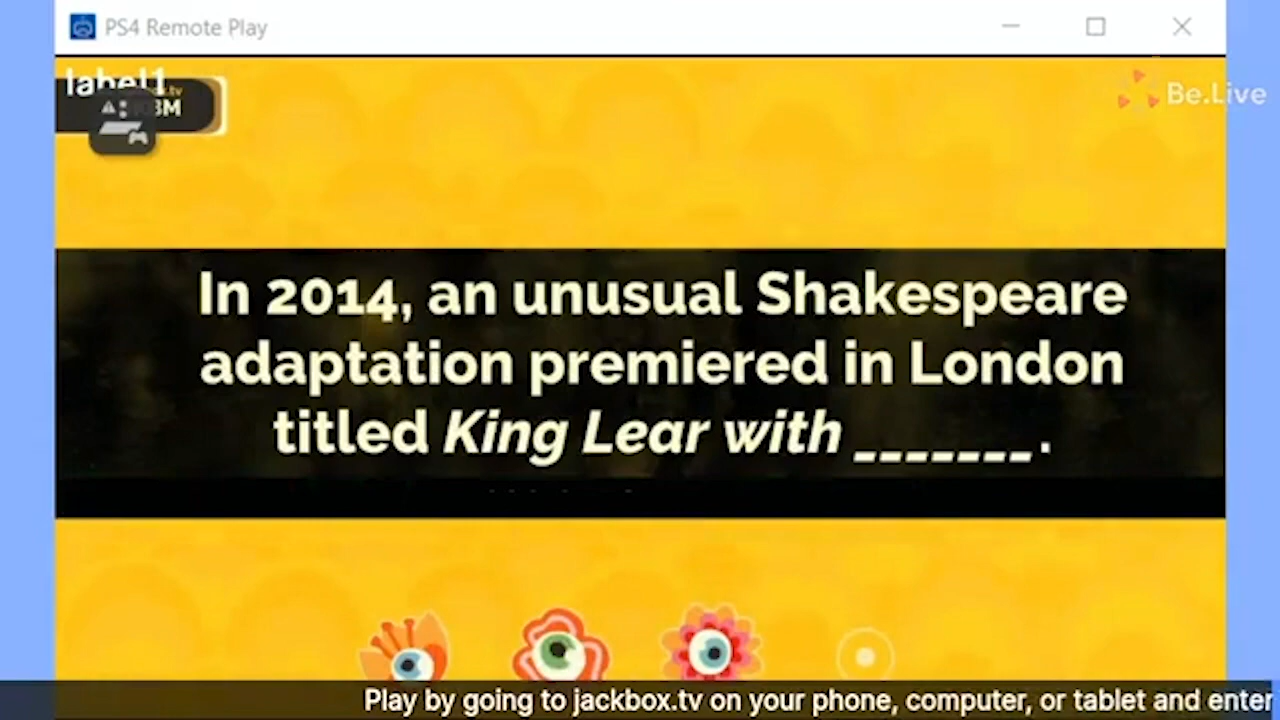 PS4 Remote Play
label1
Be.Live
In 2014, an unusual Shakespeare
adaptation premiered in London
titled King Lear with _______.
Play by going to jackbox.tv on your phone, computer, or tablet and enter